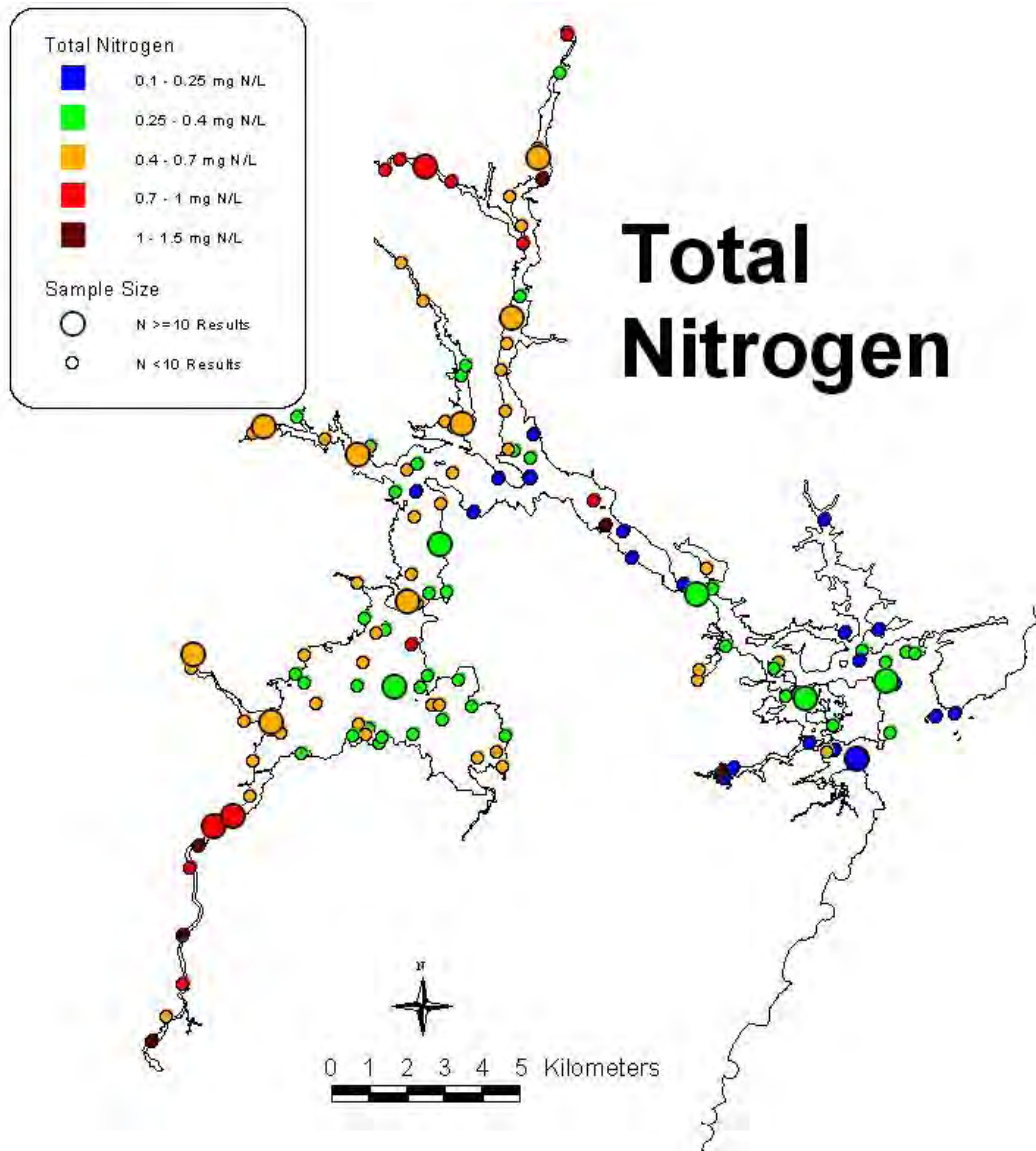 Total Nitrogen
0.1 - 0.25 mg N/L
0.25 - 0.4 mg N/L
0.4 - 0.7 mg N/L
0.7 - 1 mg N/L
1 - 1.5 mg N/L
Sample Size
N >=10 Results
N <10 Results
Total
Nitrogen
N
0 1 2 3 4 5 Kilometers